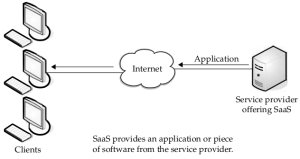 Application
Internet
Service provider
offering SaaS
Clients
SaaS provides an application or piece
of software from the service provider.